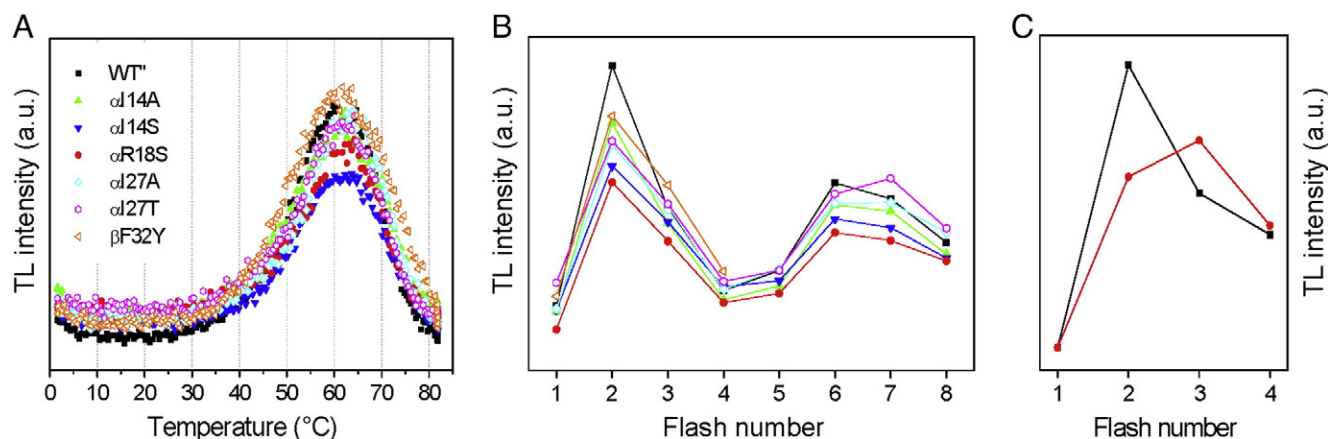 A
TL intensity (a.u.)
WT"
αI14A
αI14S
αR18S
αI27A
αI27T
βF32Y
0 10 20 30 40 50 60 70 80
Temperature (°C)
B
TL intensity (a.u.)
1 2 3 4 5 6 7 8
Flash number
C
TL intensity (a.u.)
1 2 3 4
Flash number
TL intensity (a.u.)